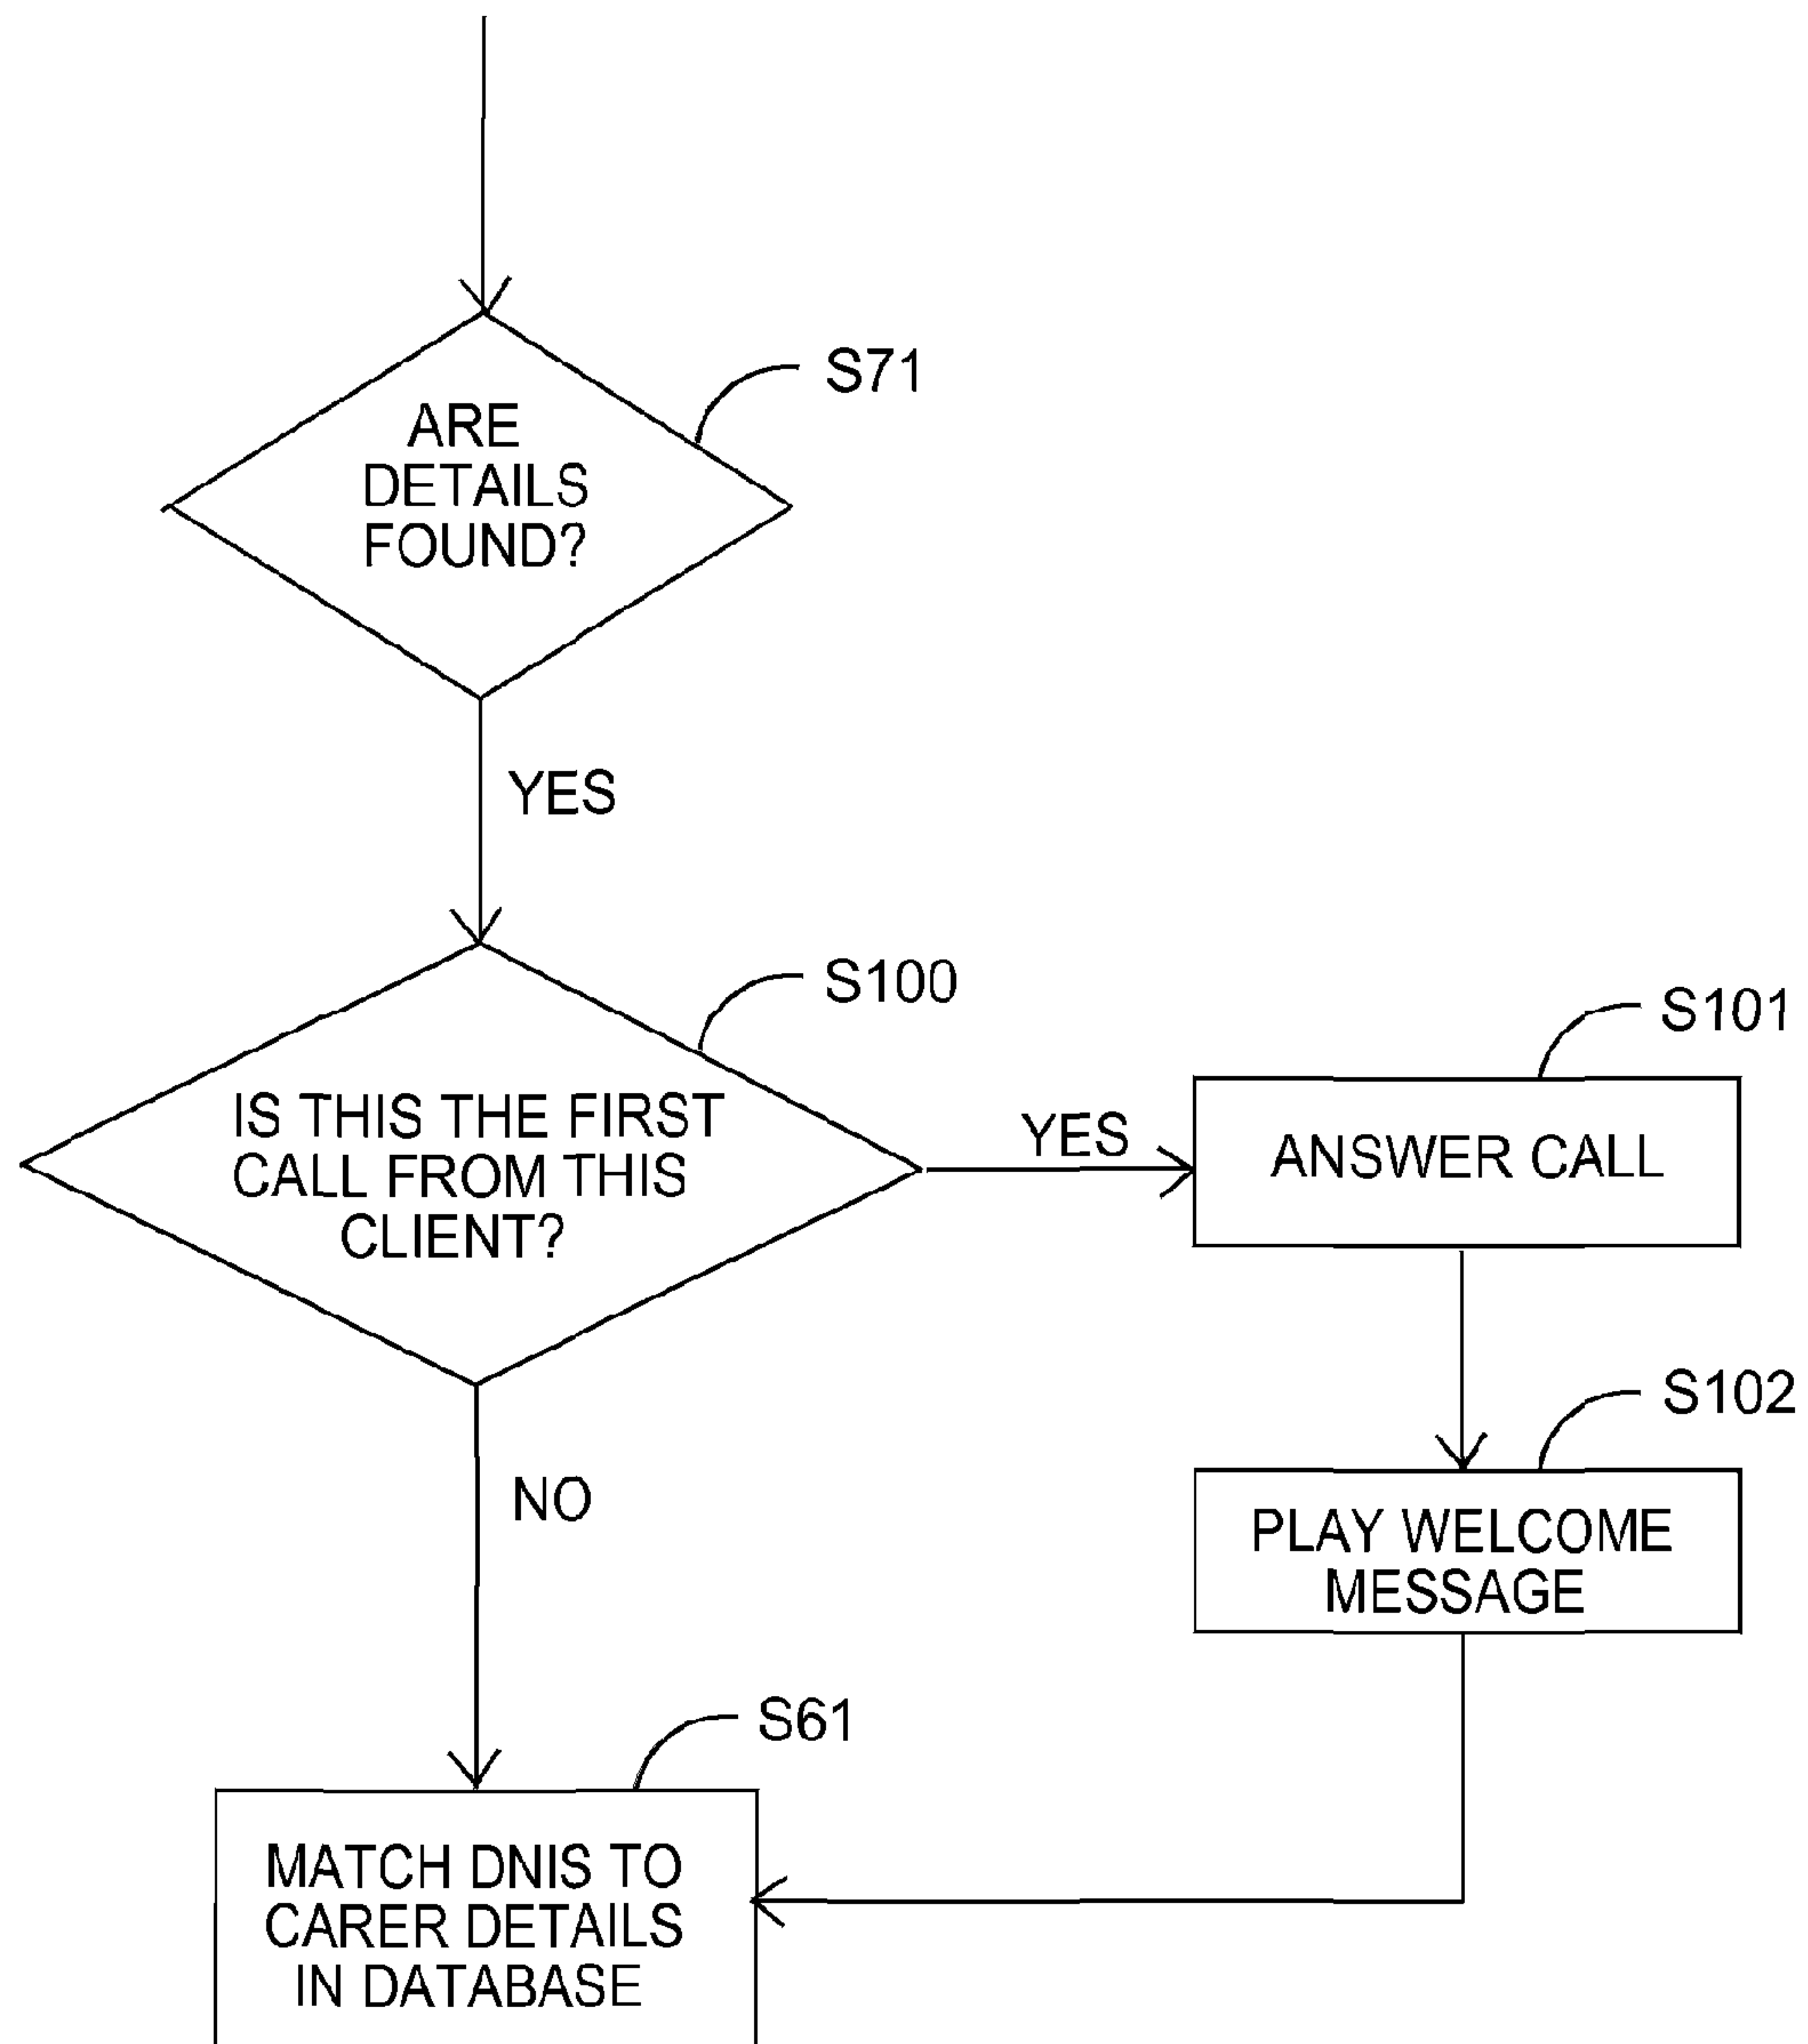 S71
ARE
DETAILS
FOUND?
YES
S100
IS THIS THE FIRST
CALL FROM THIS
CLIENT?
YES
S101
ANSWER CALL
S102
PLAY WELCOME
MESSAGE
NO
S61
MATCH DNIS TO
CARER DETAILS
IN DATABASE